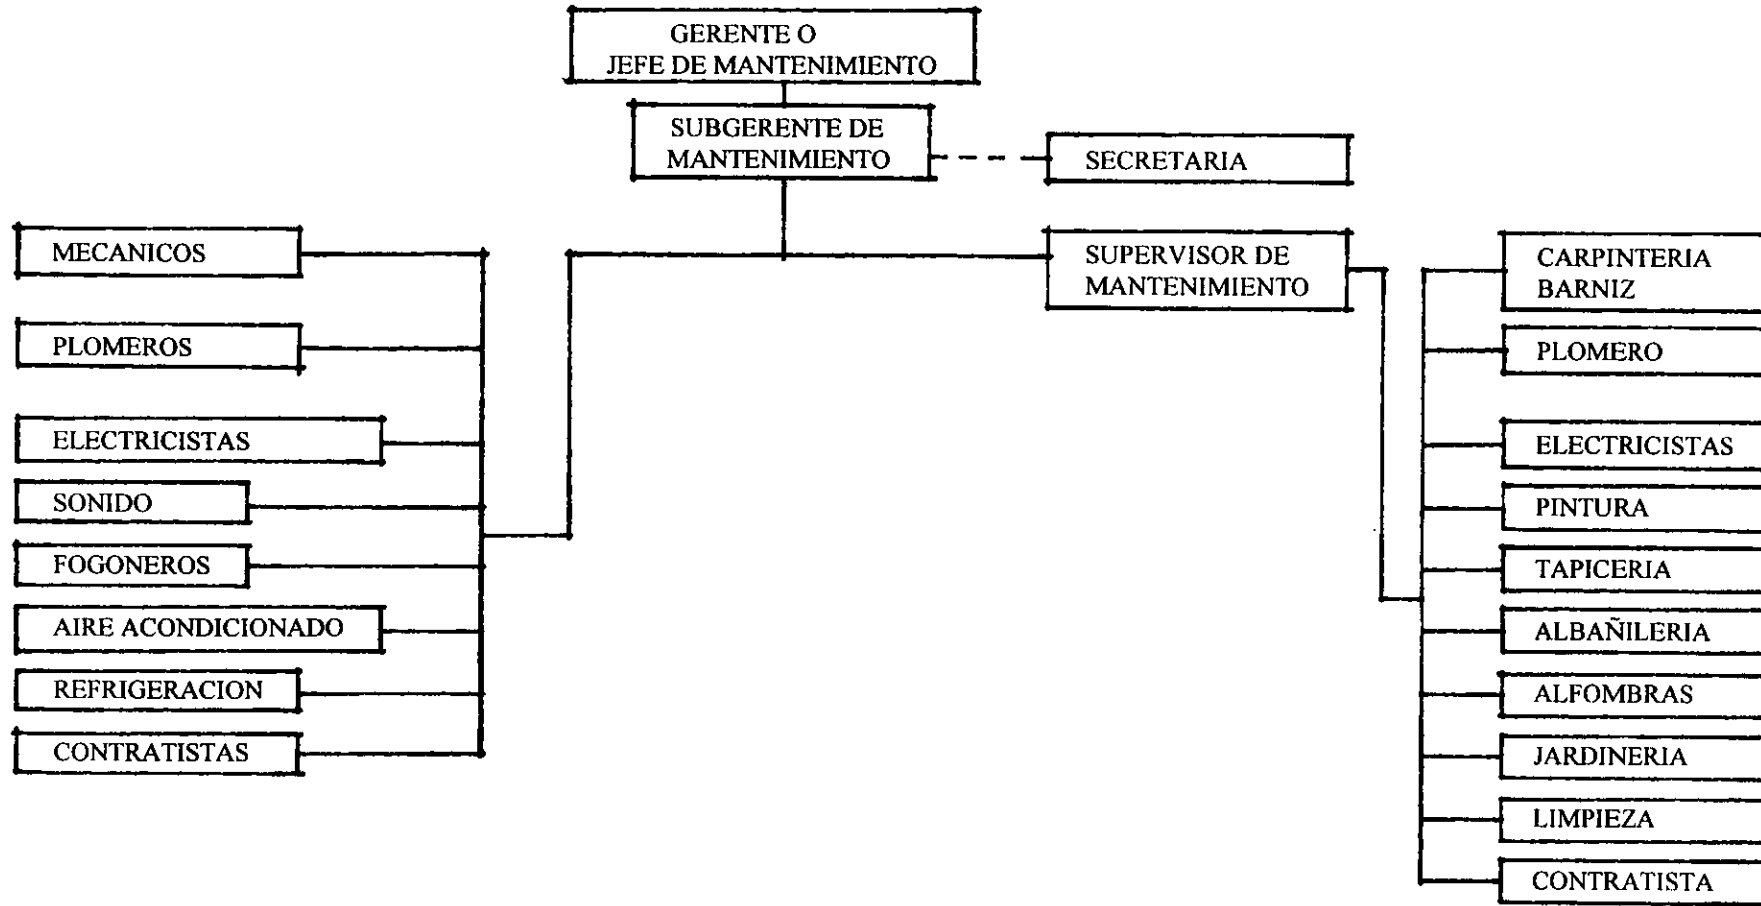 GERENTE O
JEFE DE MANTENIMIENTO
SUBGERENTE DE
MANTENIMIENTO
SECRETARIA
SUPERVISOR DE
MANTENIMIENTO
MECANICOS
PLOMEROS
ELECTRICISTAS
SONIDO
FOGONEROS
AIRE ACONDICIONADO
REFRIGERACION
CONTRATISTAS
CARPINTERIA
BARNIZ
PLOMERO
ELECTRICISTAS
PINTURA
TAPICERIA
ALBAÑILERIA
ALFOMBRAS
JARDINERIA
LIMPIEZA
CONTRATISTA